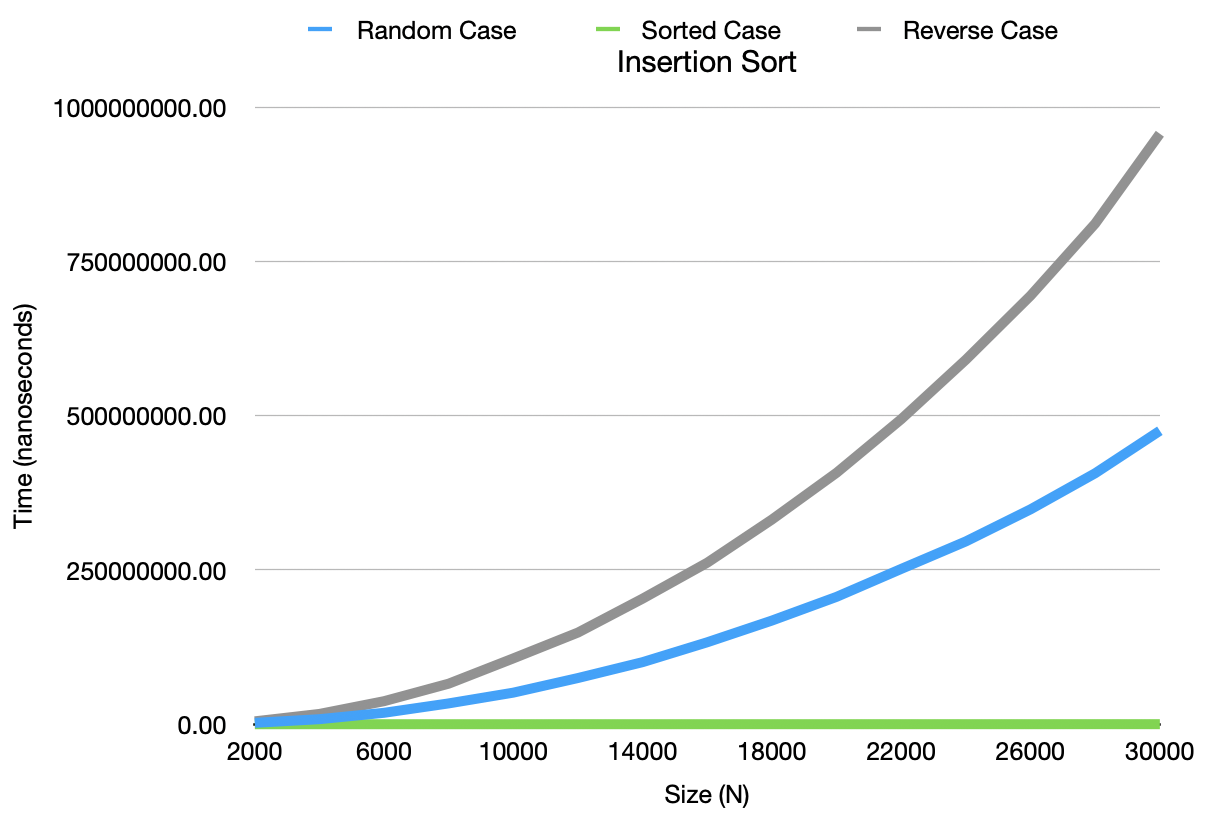 Random Case Sorted Case Reverse Case
Insertion Sort
1000000000.00
750000000.00
500000000.00
250000000.00
0.00
Time (nanoseconds)
2000 6000 10000 14000 18000 22000 26000 30000
Size (N)